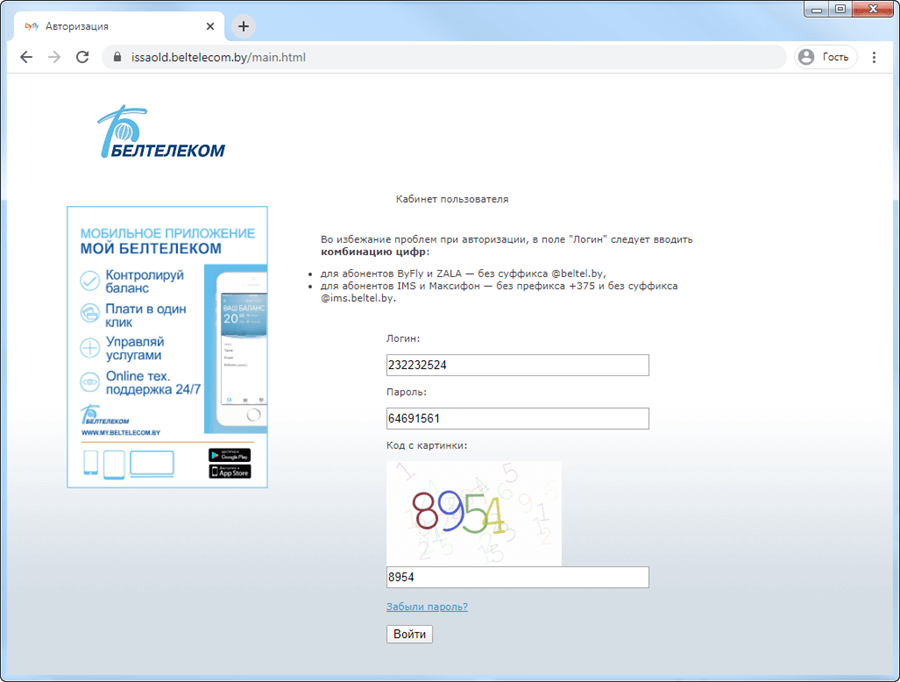 byfly Авторизация
issaold.beltelecom.by/main.html
Гость
БЕЛТЕЛЕКОМ
Кабинет пользователя
МОБИЛЬНОЕ ПРИЛОЖЕНИЕ
МОЙ БЕЛТЕЛЕКОМ
Контролируй
баланс
Плати в один
клик
Управляй
услугами
Online тех.
поддержка 24/7
ВАШ БАЛАНС
20
БЕЛТЕЛЕКОМ
WWW.MY.BELTELECOM.BY
Google Play
App Store
Во избежание проблем при авторизации, в поле "Логин" следует вводить
комбинацию цифр:
для абонентов ByFly и ZALA — без суффикса @beltel.by,
для абонентов IMS и Максифон — без префикса +375 и без суффикса
@ims.beltel.by.
Логин:
232232524
Пароль:
64691561
Код с картинки:
8954
8954
Забыли пароль?
Войти